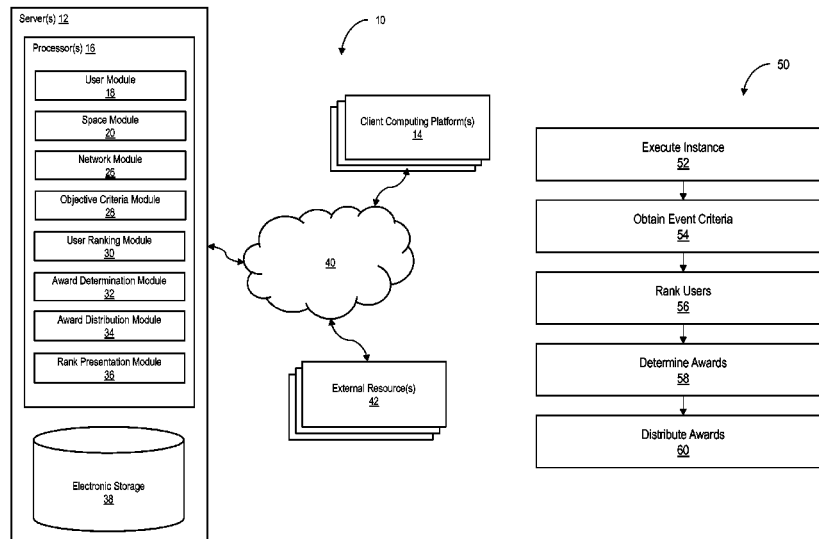 Server(s) 12
Processor(s) 16
User Module
18
Space Module
20
Network Module
26
Objective Criteria Module
28
User Ranking Module
30
Award Determination Module
32
Award Distribution Module
34
Rank Presentation Module
36
Electronic Storage
38
10
Client Computing Platform(s)
14
40
External Resource(s)
42
50
Execute Instance
52
Obtain Event Criteria
54
Rank Users
56
Determine Awards
58
Distribute Awards
60